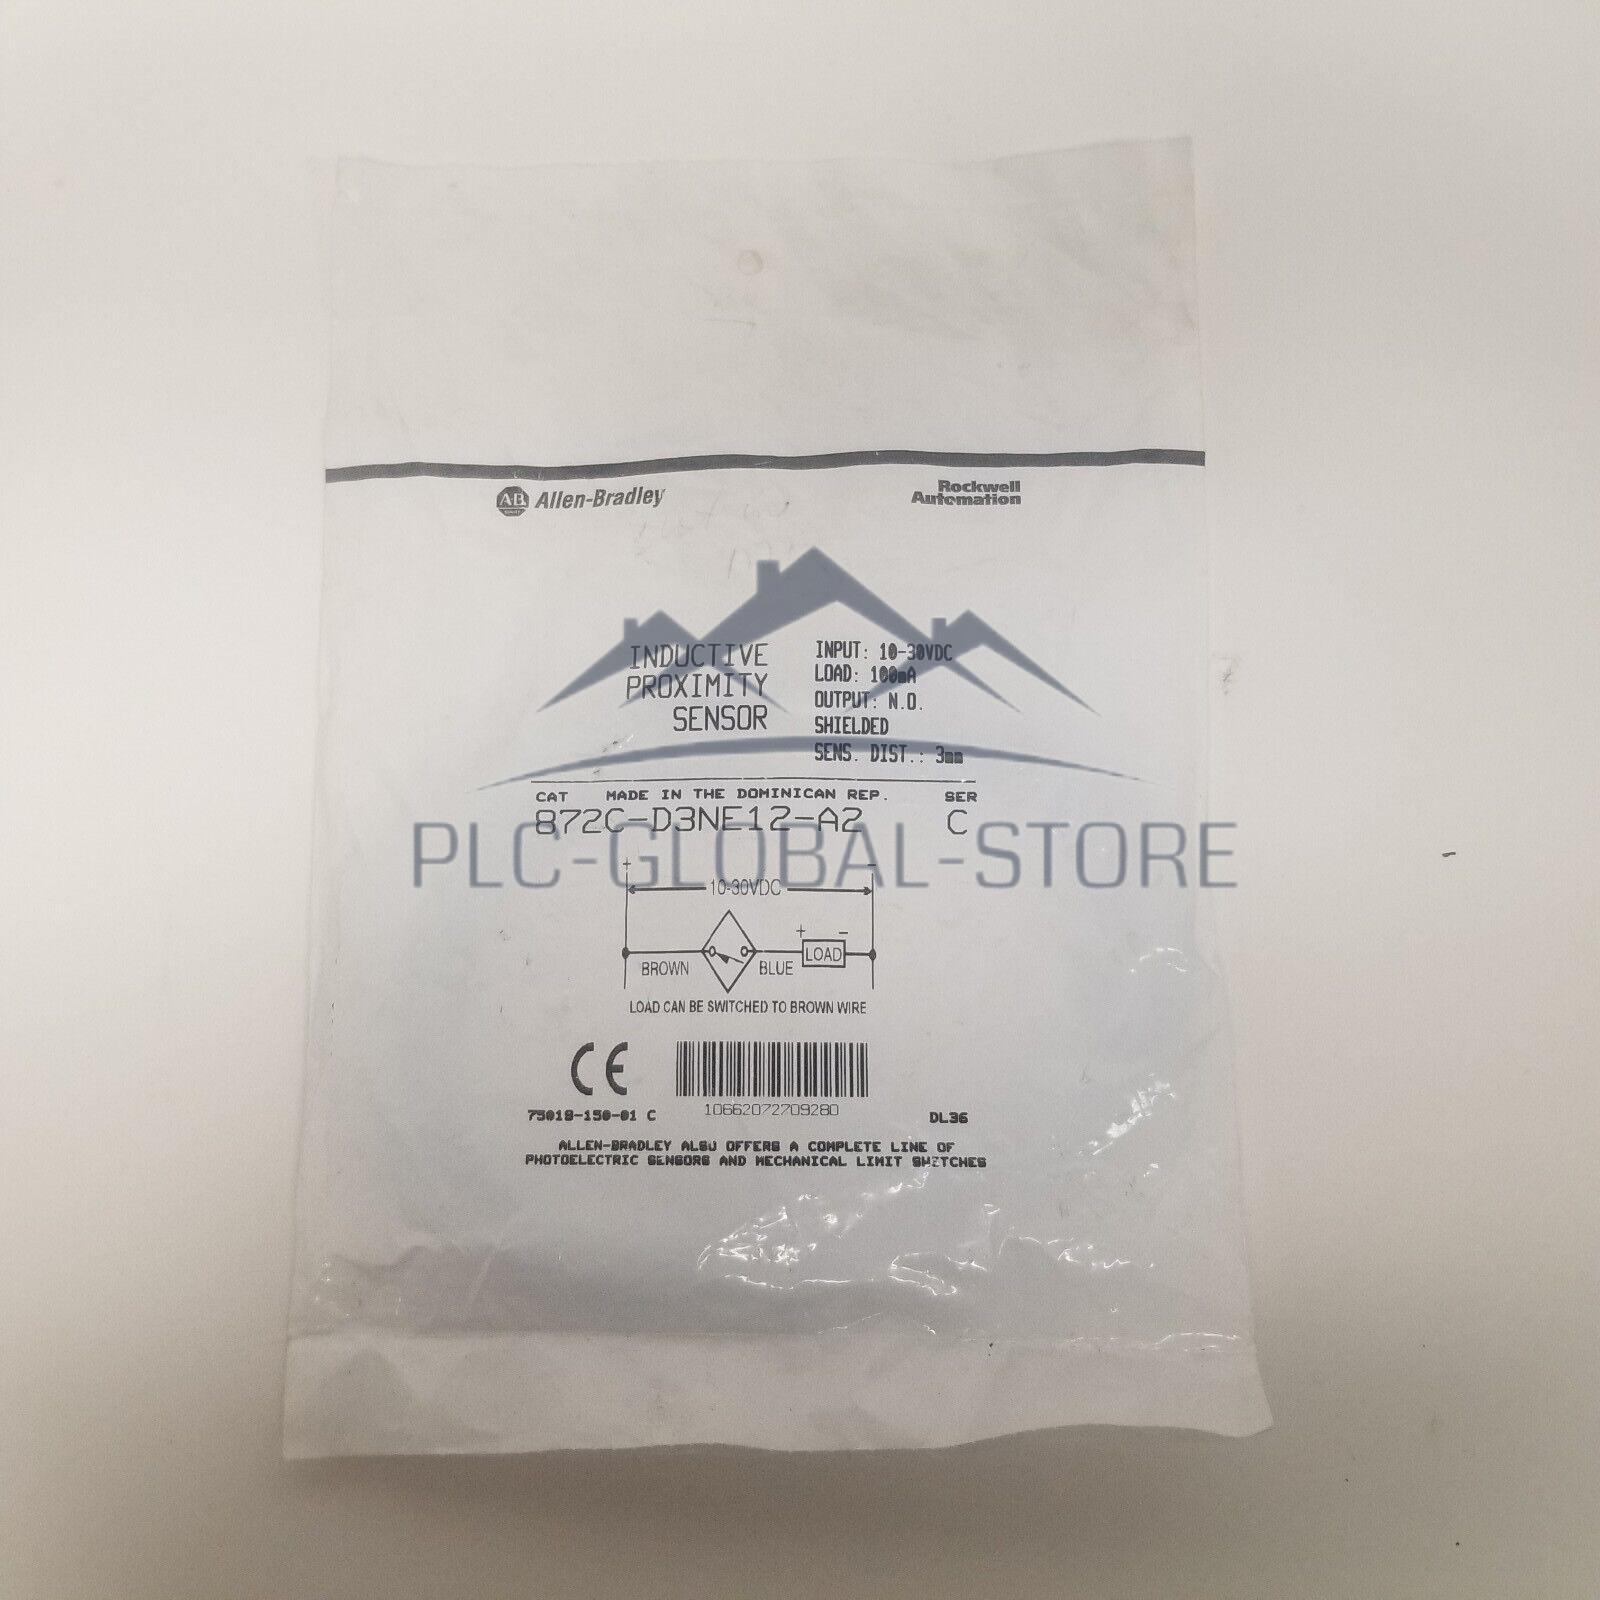 AB Allen-Bradley
Rockwell
Automation
INDUCTIVE
PROXIMITY
SENSOR
INPUT: 10-30VDC
LOAD: 100mA
OUTPUT: N.O.
SHIELDED
SENS. DIST.: 3mm
CAT MADE IN THE DOMINICAN REP. SER
872C-D3NE12-A2 C
PLC-GLOBAL-STORE
+ -
10-30VDC
+ -
LOAD
BROWN BLUE
LOAD CAN BE SWITCHED TO BROWN WIRE
CE
10662072709280
75018-150-01 C
DL36
ALLEN-BRADLEY ALSO OFFERS A COMPLETE LINE OF
PHOTOELECTRIC SENSORS AND MECHANICAL LIMIT SWITCHES